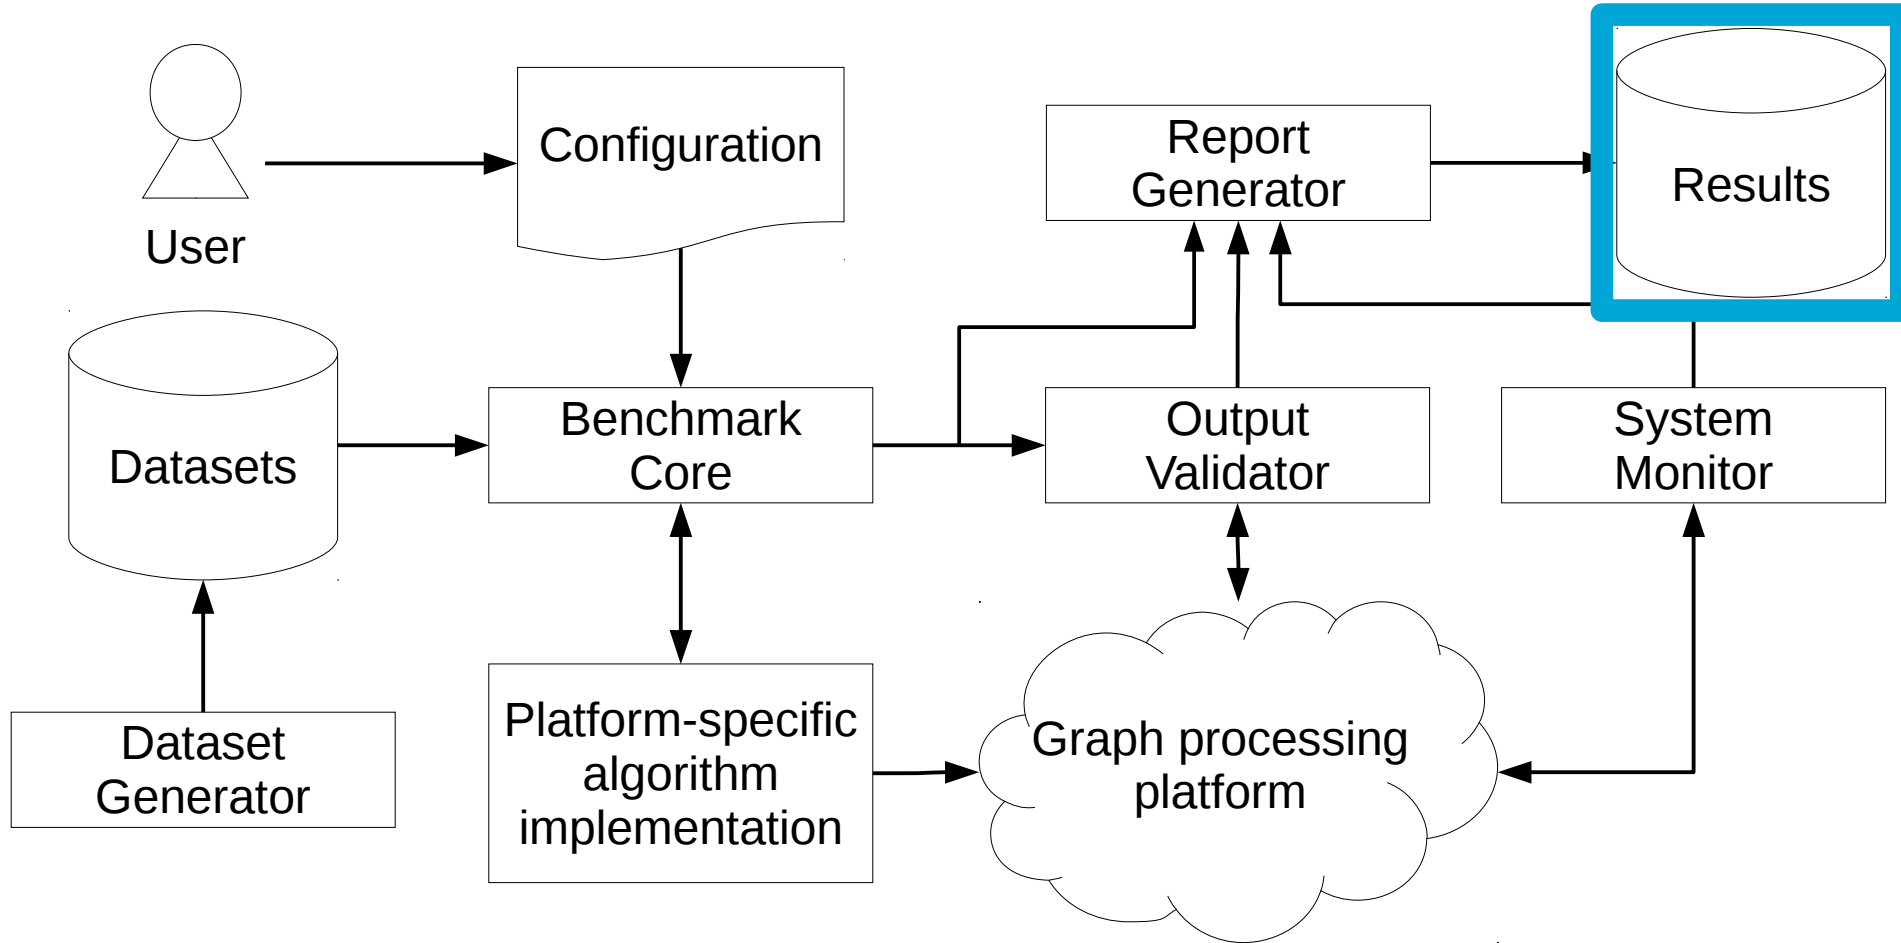 Configuration
Report
Generator
Results
User
Datasets
Benchmark
Core
Output
Validator
System
Monitor
Dataset
Generator
Platform-specific
algorithm
implementation
Graph processing
platform